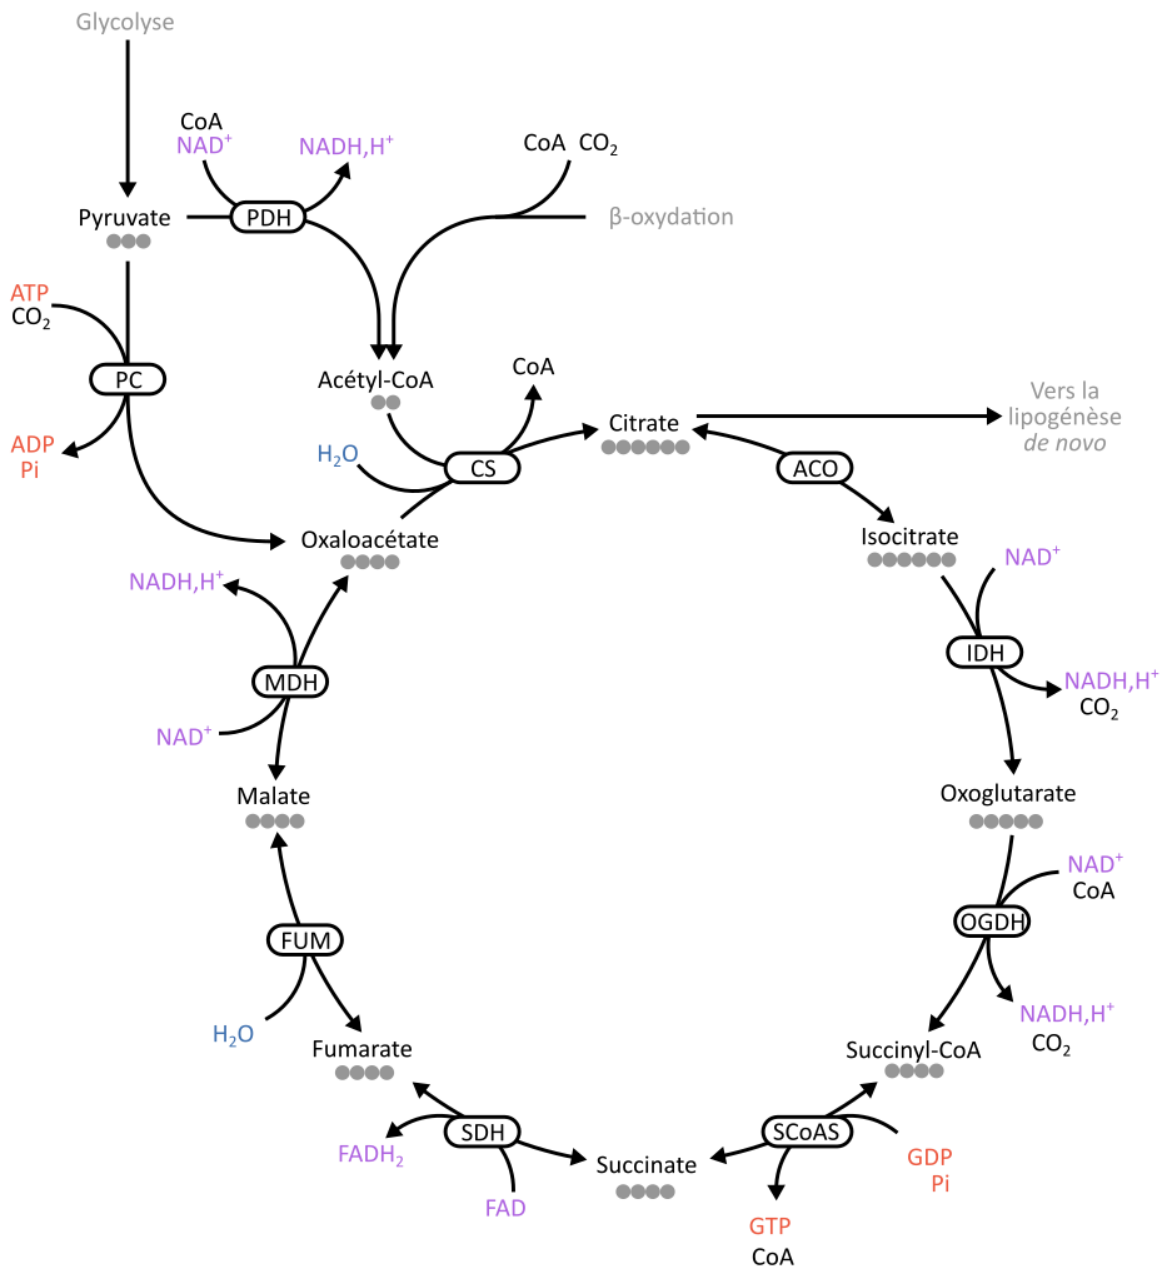 Glycolyse
CoA
NAD⁺
NADH,H⁺
CoA CO₂
Pyruvate
PDH
β-oxydation
ATP
CO₂
PC
Acétyl-CoA
CoA
Vers la
lipogénèse
de novo
Citrate
ADP
Pi
H₂O
CS
ACO
Oxaloacétate
Isocitrate
NAD⁺
NADH,H⁺
IDH
MDH
NADH,H⁺
CO₂
NAD⁺
Malate
Oxoglutarate
NAD⁺
CoA
OGDH
FUM
H₂O
NADH,H⁺
CO₂
Fumarate
Succinyl-CoA
SDH
SCoAS
FADH₂
Succinate
GDP
Pi
FAD
GTP
CoA